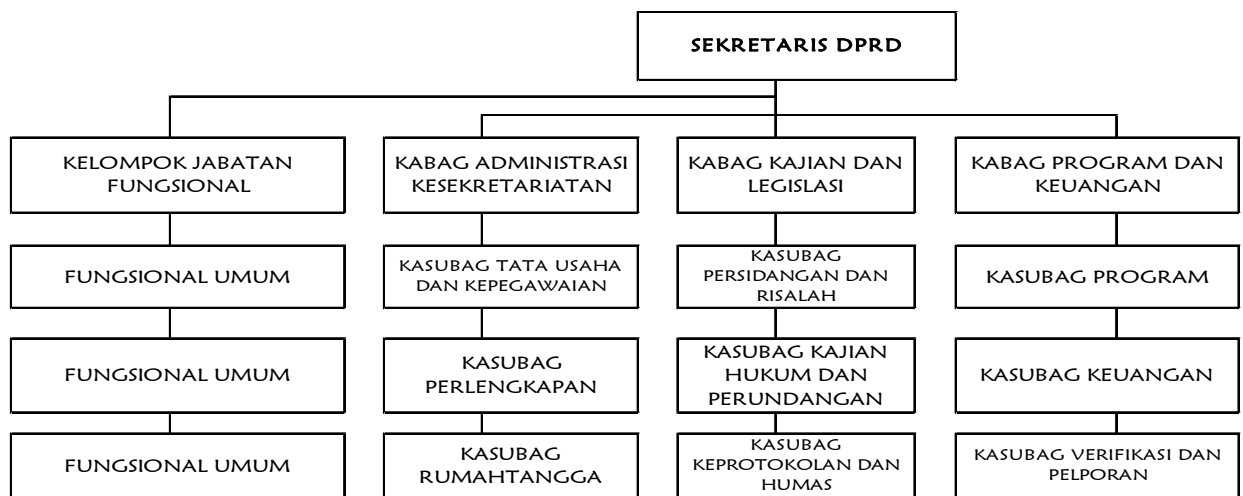 SEKRETARIS DPRD
KELOMPOK JABATAN
FUNGSIONAL
KABAG ADMINISTRASI
KESEKRETARIATAN
KABAG KAJIAN DAN
LEGISLASI
KABAG PROGRAM DAN
KEUANGAN
FUNGSIONAL UMUM
KASUBAG TATA USAHA
DAN KEPEGAWAIAN
KASUBAG
PERSIDANGAN DAN
RISALAH
KASUBAG PROGRAM
FUNGSIONAL UMUM
KASUBAG
PERLENGKAPAN
KASUBAG KAJIAN
HUKUM DAN
PERUNDANGAN
KASUBAG KEUANGAN
FUNGSIONAL UMUM
KASUBAG
RUMAHTANGGA
KASUBAG
KEPROTOKOLAN DAN
HUMAS
KASUBAG VERIFIKASI DAN
PELPORAN